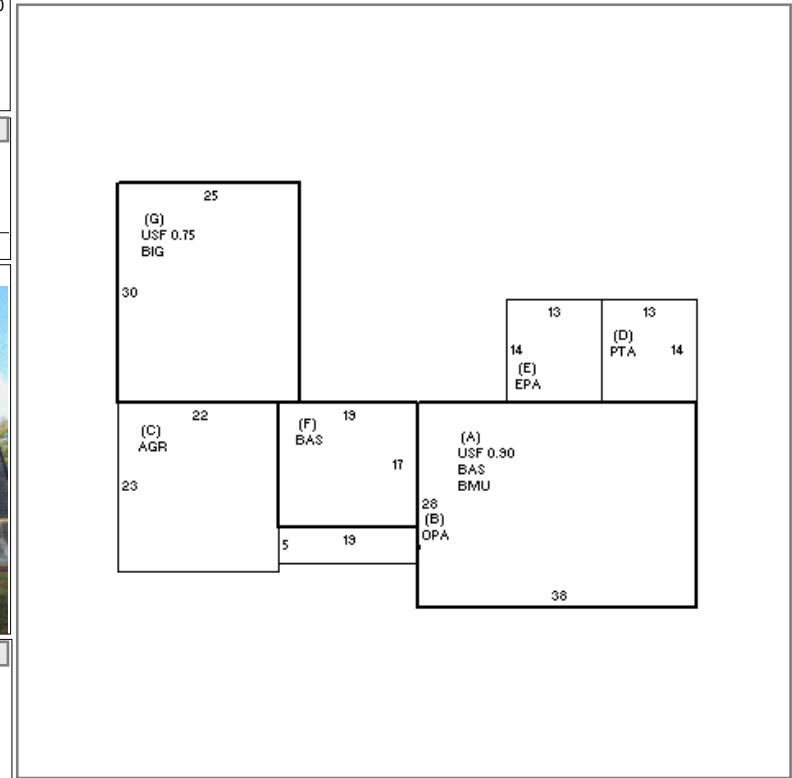 25
(G)
USF 0.75
BIG
30
13
13
(D)
PTA
14
14
(E)
EPA
22
19
(C)
AGR
(F)
BAS
(A)
USF 0.90
BAS
BMU
17
23
28
(B)
OPA
5
19
38